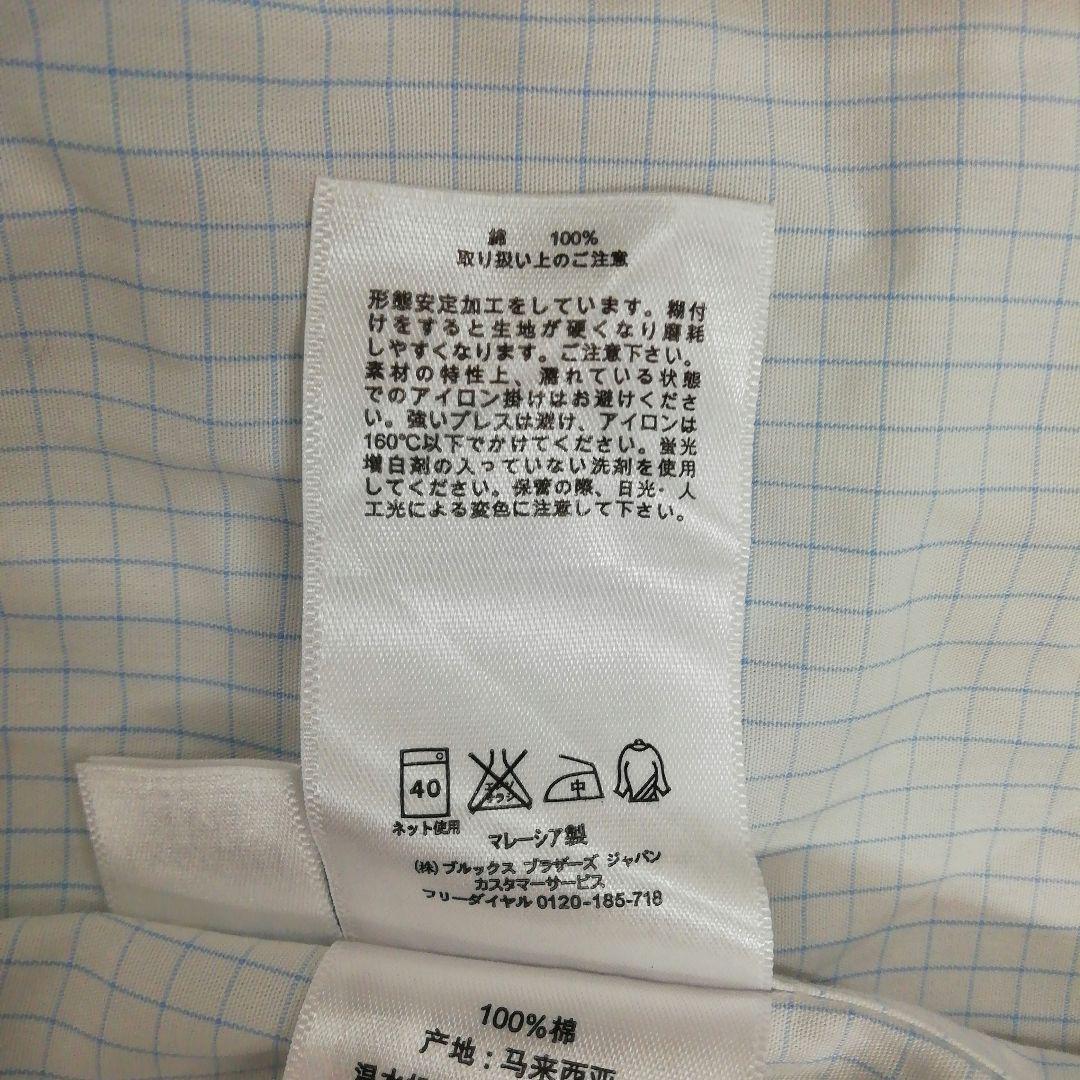 綿 100%
取り扱い上のご注意
形態安定加工をしています。糊付
けをすると生地が硬くなり磨耗
しやすくなります。ご注意下さい。
素材の特性上、濡れている状態
でのアイロン掛けはお避けくださ
い。強いプレスは避け、アイロンは
160℃以下でかけてください。蛍光
増白剤の入っていない洗剤を使用
してください。保管の際、日光・人
工光による変色に注意して下さい。
40
エンソ
サラシ
中
ネット使用
マレーシア製
(株)ブルックス ブラザーズ ジャパン
カスタマーサービス
フリーダイヤル 0120-185-718
100%棉
产地:马来西亚
温水